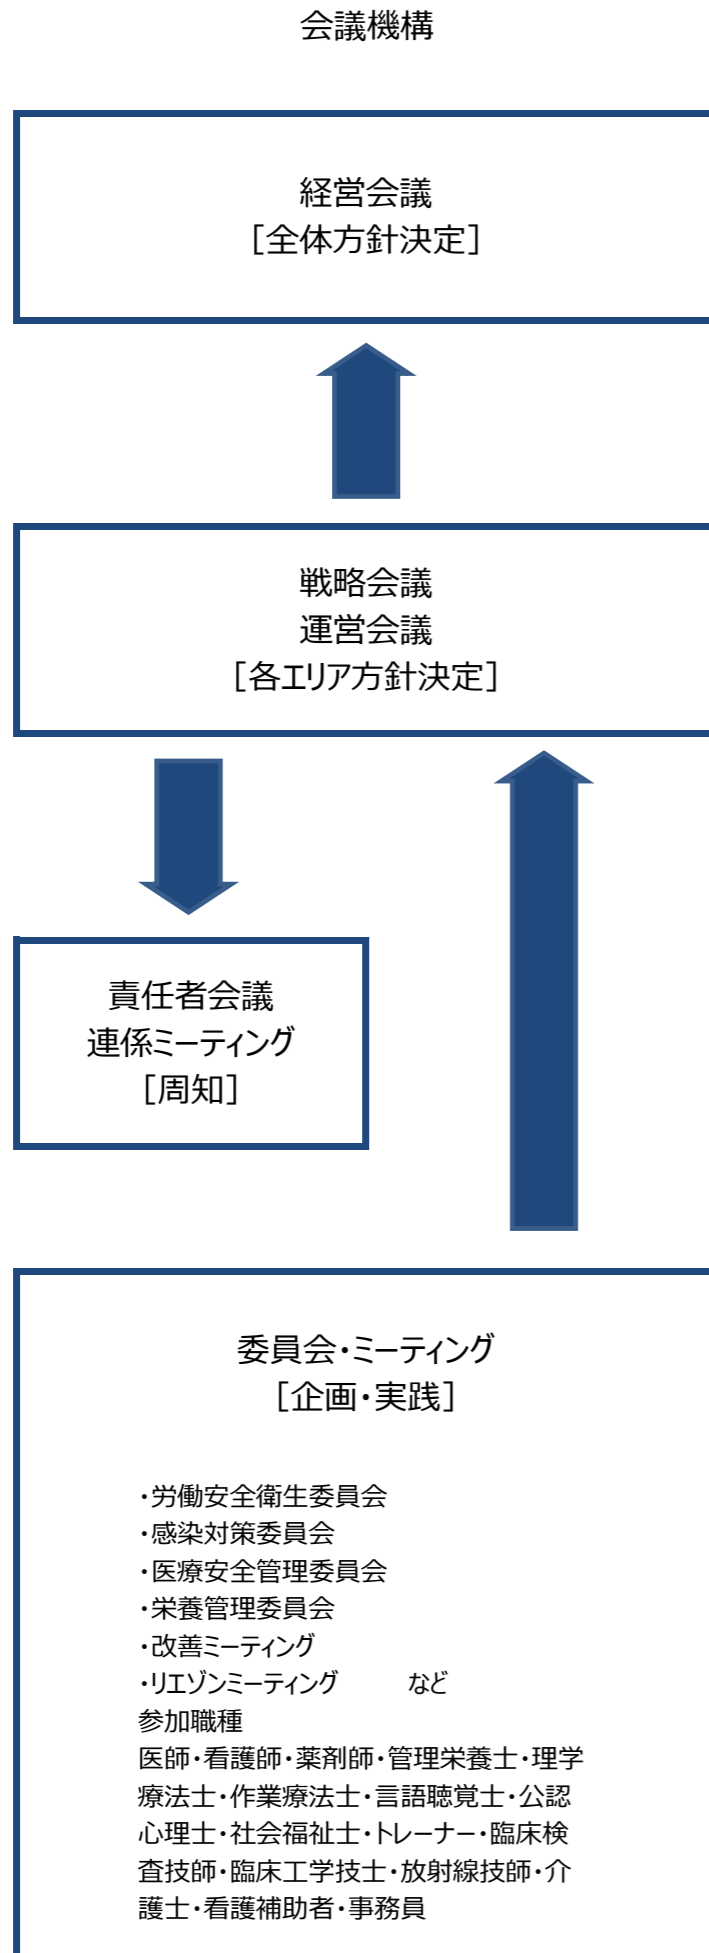 会議機構
経営会議
[全体方針決定]
戦略会議
運営会議
[各エリア方針決定]
責任者会議
連係ミーティング
[周知]
委員会・ミーティング
[企画・実践]
・労働安全衛生委員会
・感染対策委員会
・医療安全管理委員会
・栄養管理委員会
・改善ミーティング
・リエゾンミーティング　　など
参加職種
医師・看護師・薬剤師・管理栄養士・理学
療法士・作業療法士・言語聴覚士・公認
心理士・社会福祉士・トレーナー・臨床検
査技師・臨床工学技士・放射線技師・介
護士・看護補助者・事務員